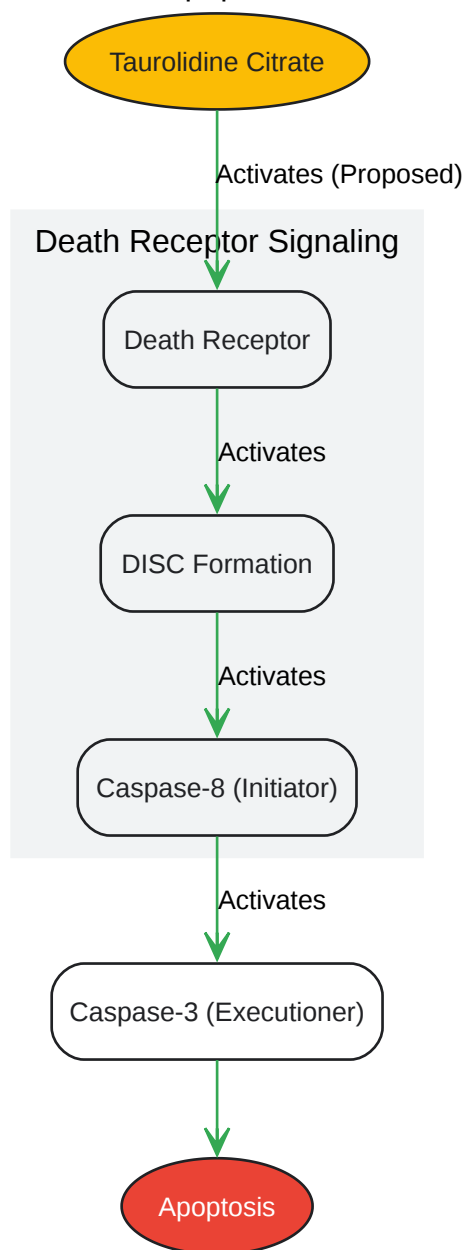 Taurolidine Citrate
Activates (Proposed)
Death Receptor Signaling
Death Receptor
Activates
DISC Formation
Activates
Caspase-8 (Initiator)
Activates
Caspase-3 (Executioner)
Apoptosis